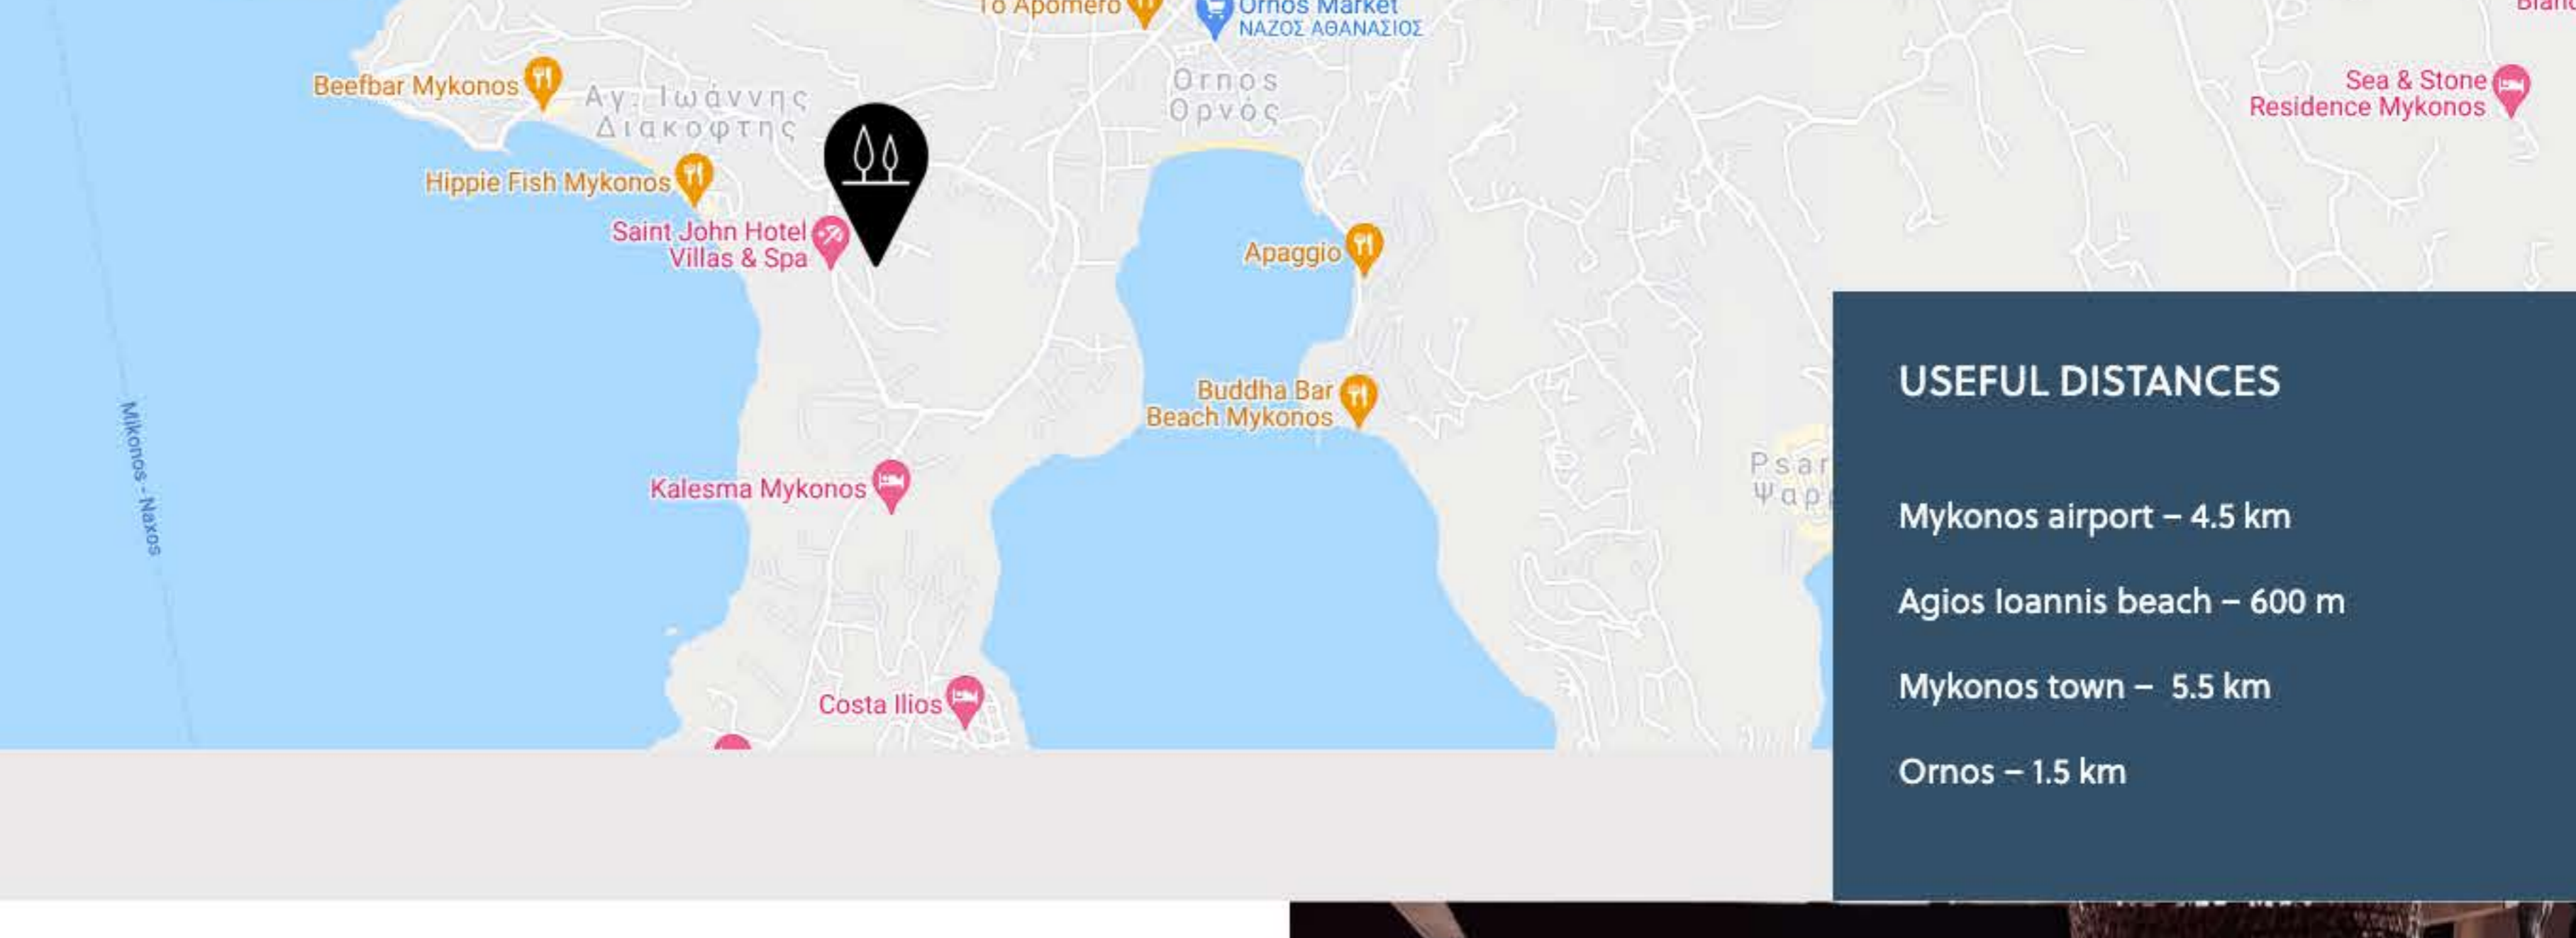 To Apomero
Ornos Market
ΝΑΖΟΣ ΑΘΑΝΑΣΙΟΣ
Beefbar Mykonos
Αγ. Ιωάννης
Διακοφτης
Ornos
Ορνός
Sea & Stone
Residence Mykonos
Hippie Fish Mykonos
Saint John Hotel
Villas & Spa
Apaggio
Buddha Bar
Beach Mykonos
Mikonos - Naxos
Kalesma Mykonos
Costa Ilios
USEFUL DISTANCES
Mykonos airport – 4.5 km
Agios Ioannis beach – 600 m
Mykonos town – 5.5 km
Ornos – 1.5 km